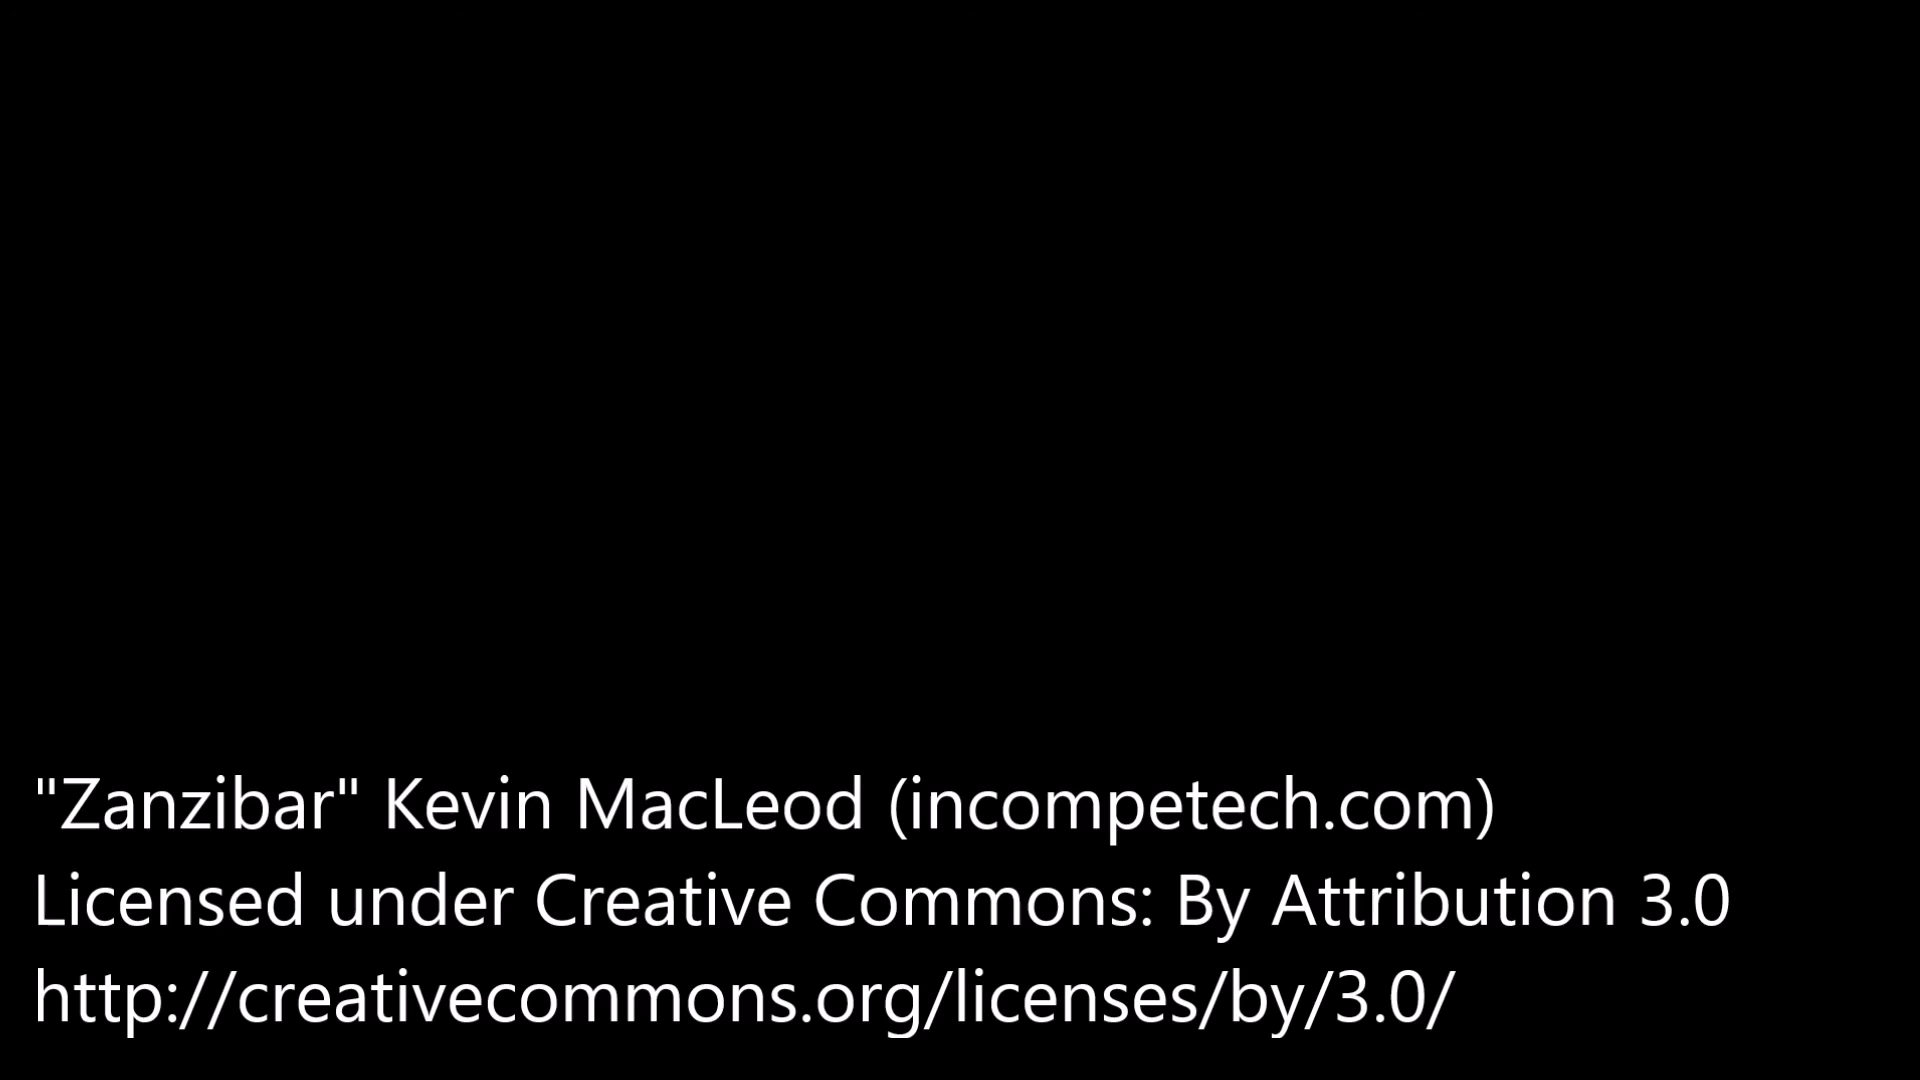 "Zanzibar" Kevin MacLeod (incompetech.com)
Licensed under Creative Commons: By Attribution 3.0
http://creativecommons.org/licenses/by/3.0/